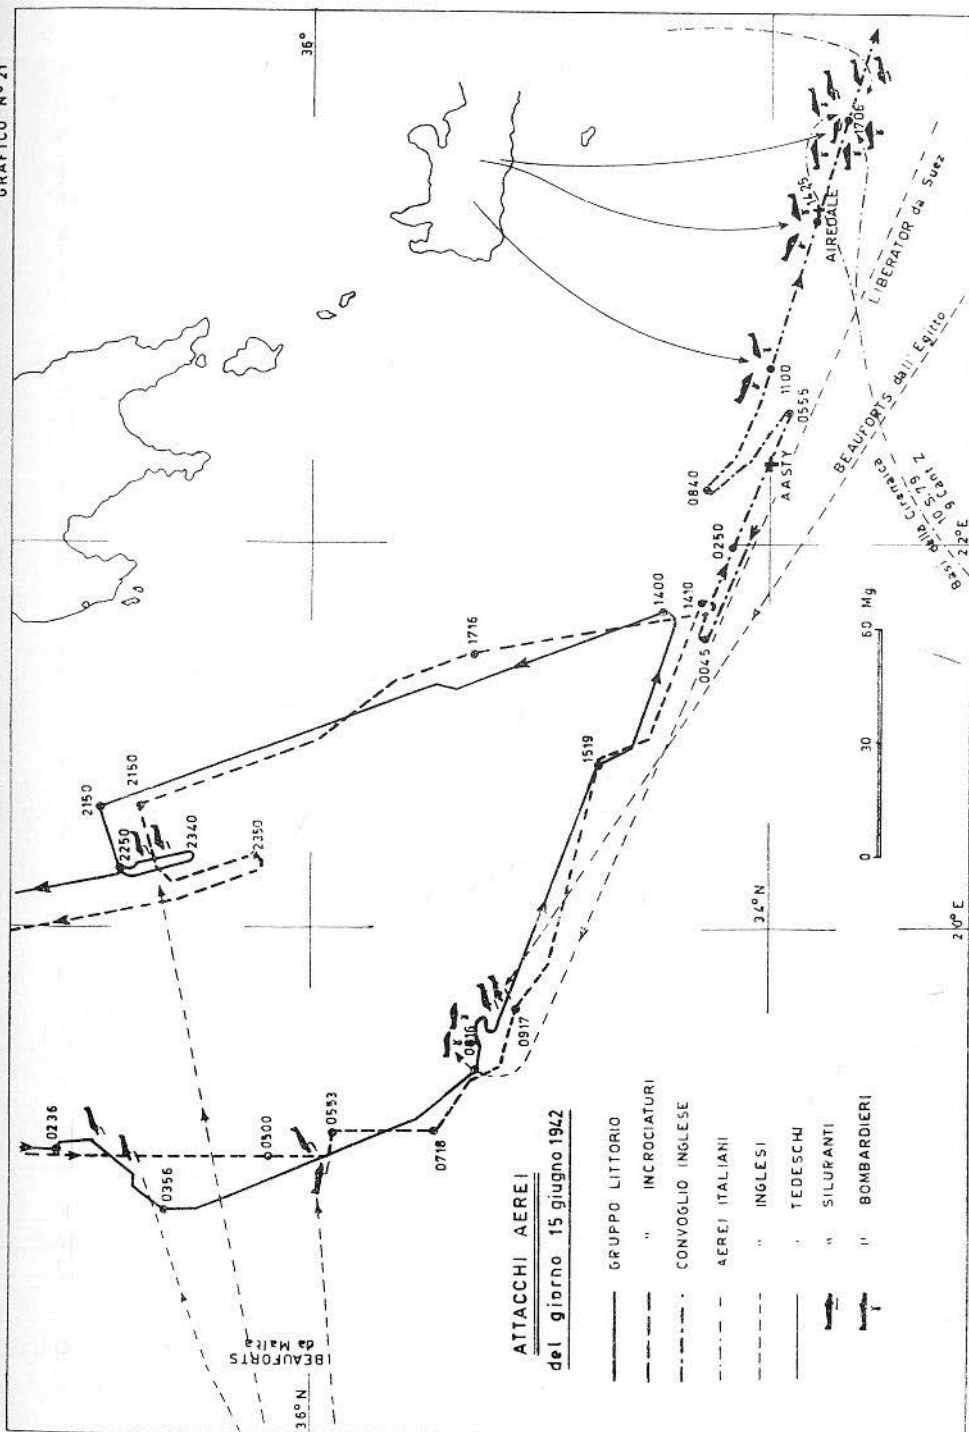 GRAFICO N° 21
36°
0236
0356
0500
0553
0718
0816
0917
2150
2150
2250
2340
2350
1716
1519
1400
1410
0045
0250
0840
AASTY
0555
1100
1425
AIREDALE
1706
LIBERATOR da Suez
BEAUFORTS dall' Egitto
Basi della Cirenaica
10 S.79
9 Cant Z
BEAUFORTS
da Malta
36°N
34°N
20°E
22°E
0 30 60 Mg
ATTACCHI AEREI
del giorno 15 giugno 1942
GRUPPO LITTORIO
" INCROCIATURI
CONVOGLIO INGLESE
AEREI ITALIANI
" INGLESI
" TEDESCHI
" SILURANTI
" BOMBARDIERI